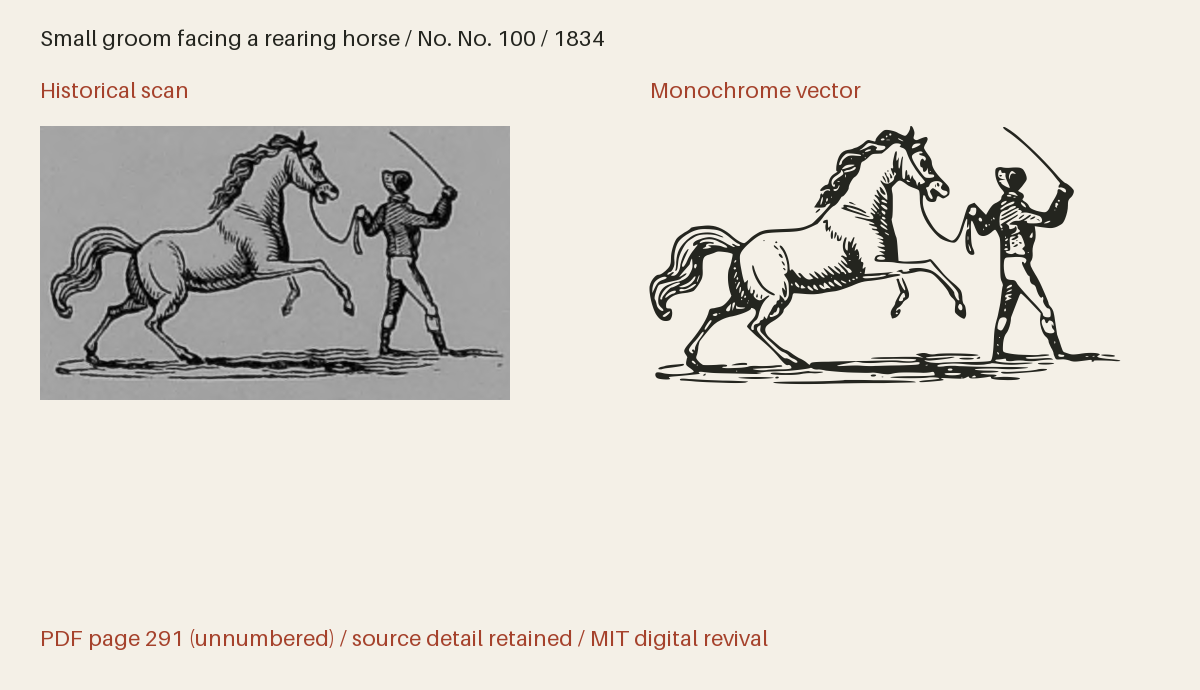 Small groom facing a rearing horse / No. No. 100 / 1834
Historical scan
Monochrome vector
PDF page 291 (unnumbered) / source detail retained / MIT digital revival